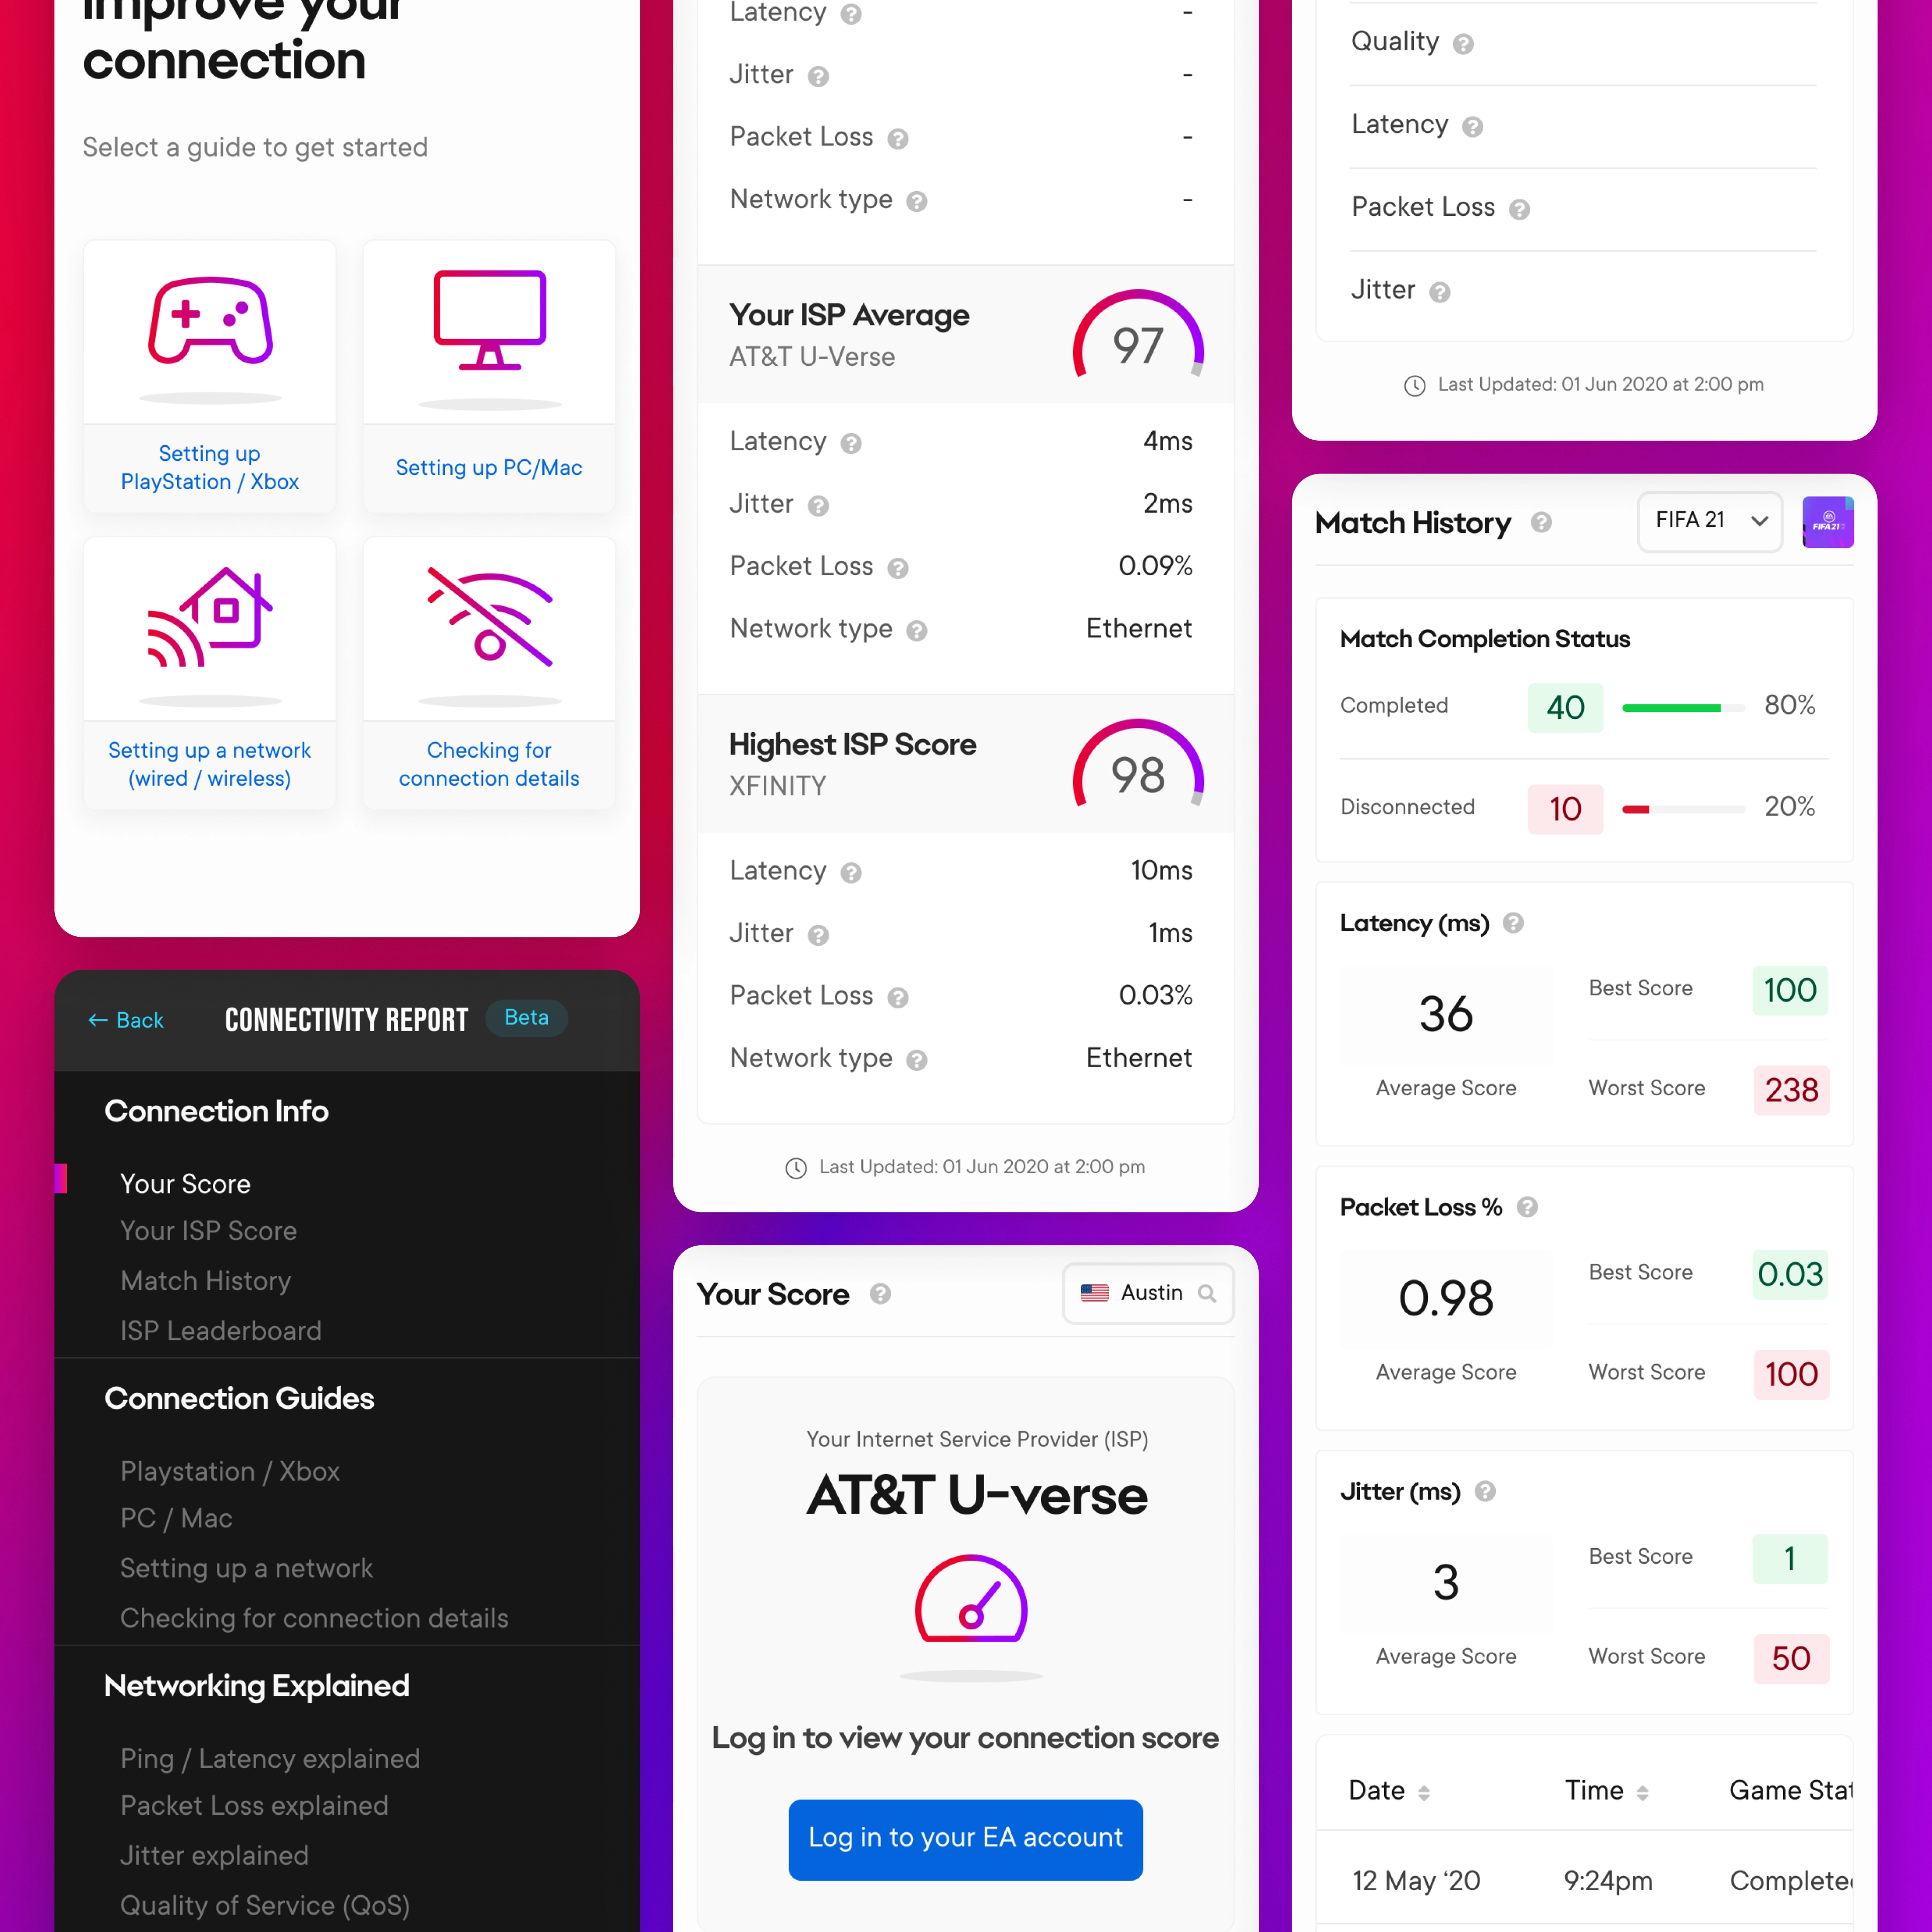 Improve your
connection
Select a guide to get started
Setting up
PlayStation / Xbox
Setting up PC/Mac
Setting up a network
(wired / wireless)
Checking for
connection details
← Back
CONNECTIVITY REPORT
Beta
Connection Info
Your Score
Your ISP Score
Match History
ISP Leaderboard
Connection Guides
Playstation / Xbox
PC / Mac
Setting up a network
Checking for connection details
Networking Explained
Ping / Latency explained
Packet Loss explained
Jitter explained
Quality of Service (QoS)
Latency ? -
Jitter ? -
Packet Loss ? -
Network type ? -
Your ISP Average
AT&T U-Verse
97
Latency ? 4ms
Jitter ? 2ms
Packet Loss ? 0.09%
Network type ? Ethernet
Highest ISP Score
XFINITY
98
Latency ? 10ms
Jitter ? 1ms
Packet Loss ? 0.03%
Network type ? Ethernet
Last Updated: 01 Jun 2020 at 2:00 pm
Your Score ?
Austin
Your Internet Service Provider (ISP)
AT&T U-verse
Log in to view your connection score
Log in to your EA account
Quality ?
Latency ?
Packet Loss ?
Jitter ?
Last Updated: 01 Jun 2020 at 2:00 pm
Match History ?
FIFA 21
FIFA 21
Match Completion Status
Completed 40 80%
Disconnected 10 20%
Latency (ms) ?
36
Average Score
Best Score 100
Worst Score 238
Packet Loss % ?
0.98
Average Score
Best Score 0.03
Worst Score 100
Jitter (ms) ?
3
Average Score
Best Score 1
Worst Score 50
Date Time Game Stat
12 May ‘20 9:24pm Complete